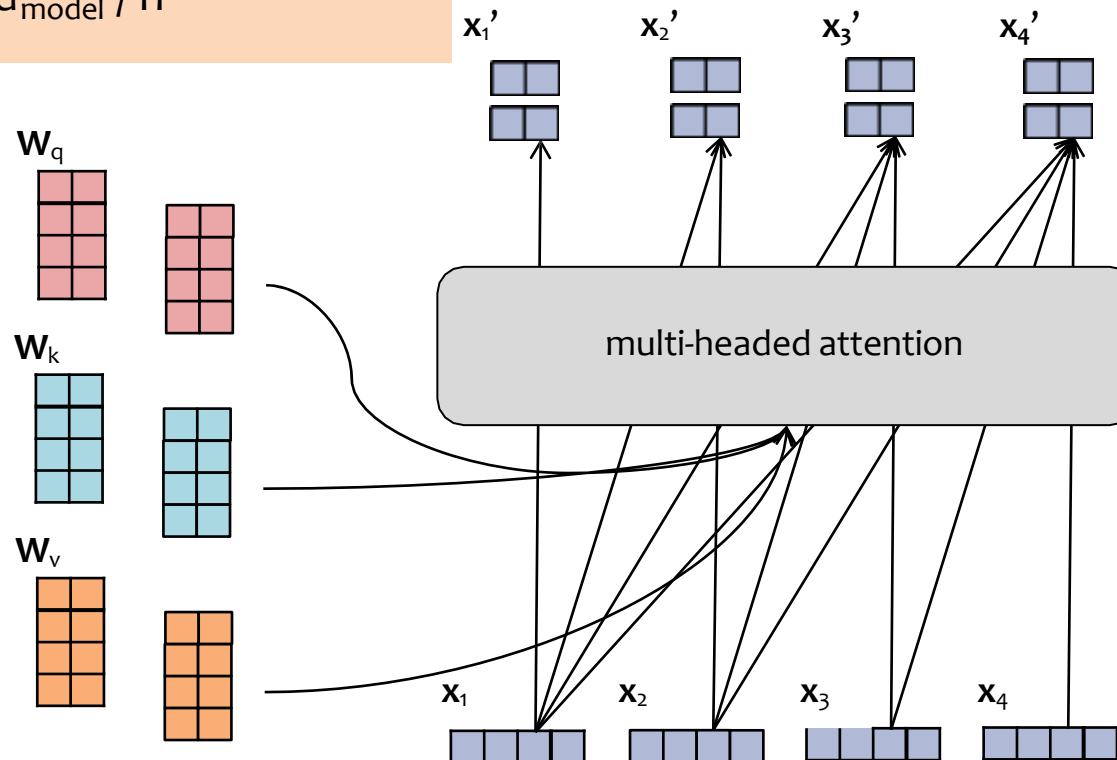 d_model / h
x₁’ x₂’ x₃’ x₄’
W_q
W_k
multi-headed attention
W_v
x₁ x₂ x₃ x₄